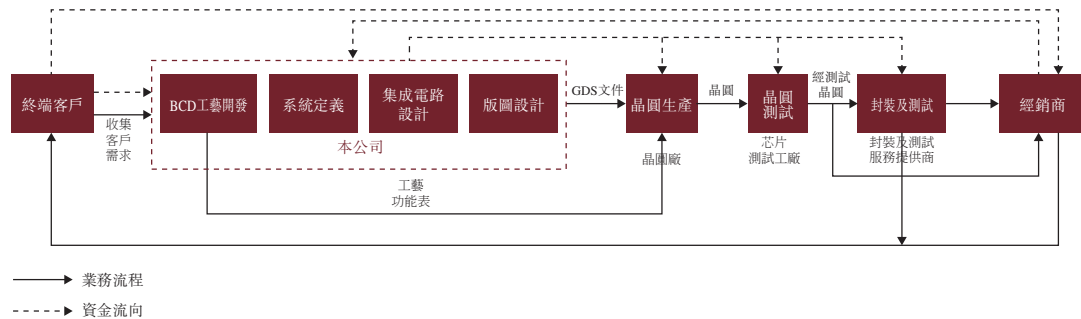 終端客戶
收集
客戶
需求
BCD工藝開發
系統定義
集成電路
設計
版圖設計
本公司
GDS文件
晶圓生產
晶圓廠
晶圓
晶圓
測試
芯片
測試工廠
經測試
晶圓
封裝及測試
封裝及測試
服務提供商
經銷商
工藝
功能表
業務流程
資金流向